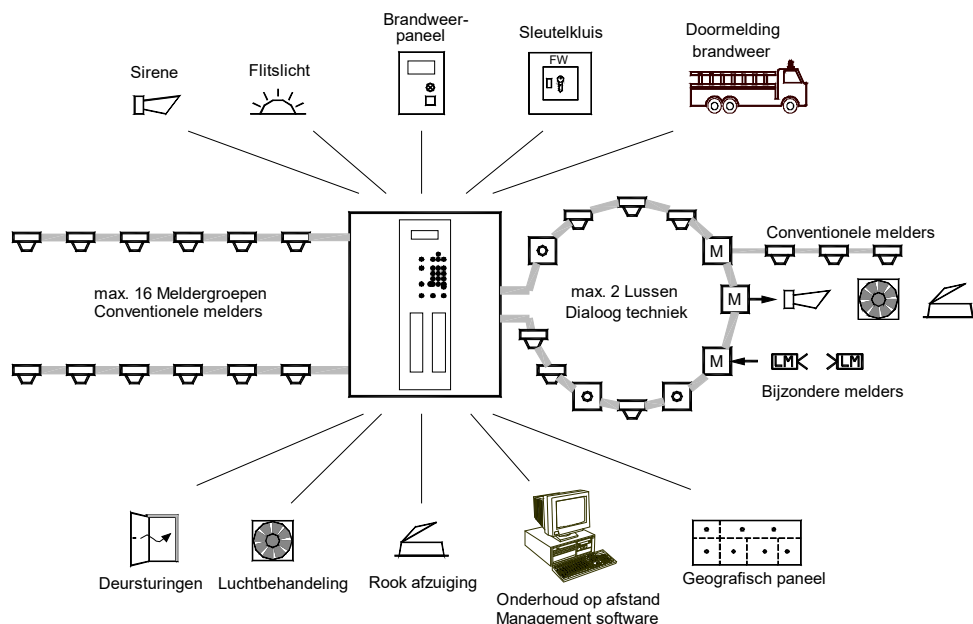 Brandweer-
paneel
Sleutelkluis
Doormelding
brandweer
Sirene
Flitslicht
FW
Conventionele melders
max. 16 Meldergroepen
Conventionele melders
max. 2 Lussen
Dialoog techniek
M
M
M
LM
LM
Bijzondere melders
Deursturingen
Luchtbehandeling
Rook afzuiging
Onderhoud op afstand
Management software
Geografisch paneel